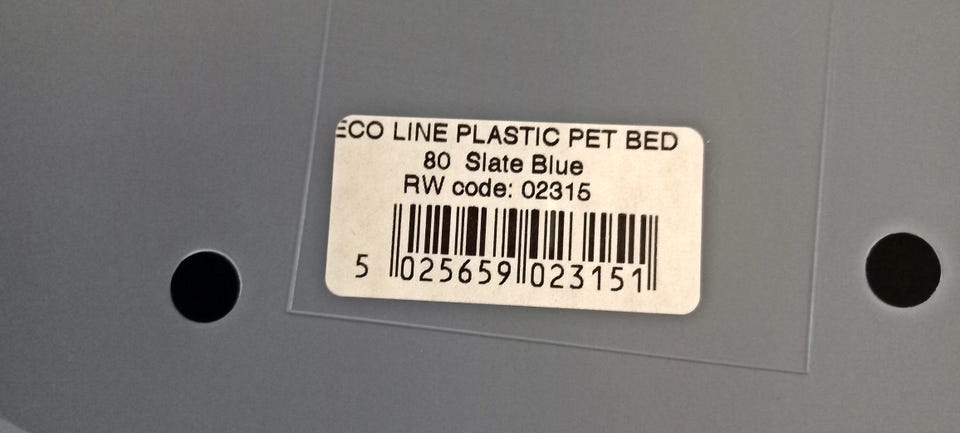 ECO LINE PLASTIC PET BED
80 Slate Blue
RW code: 02315
5 025659 023151